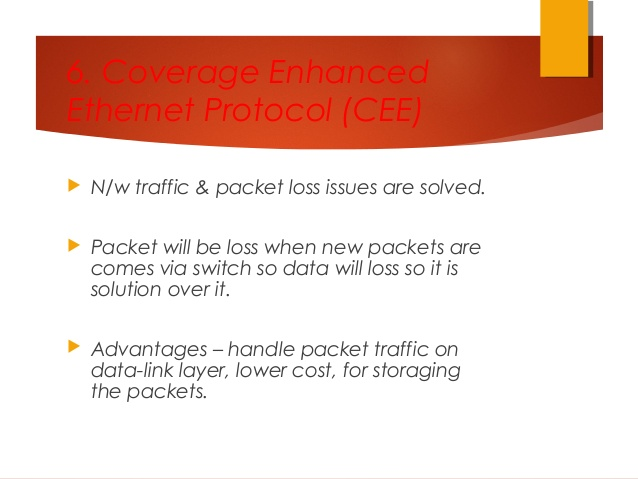 6. Coverage Enhanced
Ethernet Protocol (CEE)
N/w traffic & packet loss issues are solved.
Packet will be loss when new packets are
comes via switch so data will loss so it is
solution over it.
Advantages – handle packet traffic on
data-link layer, lower cost, for storaging
the packets.